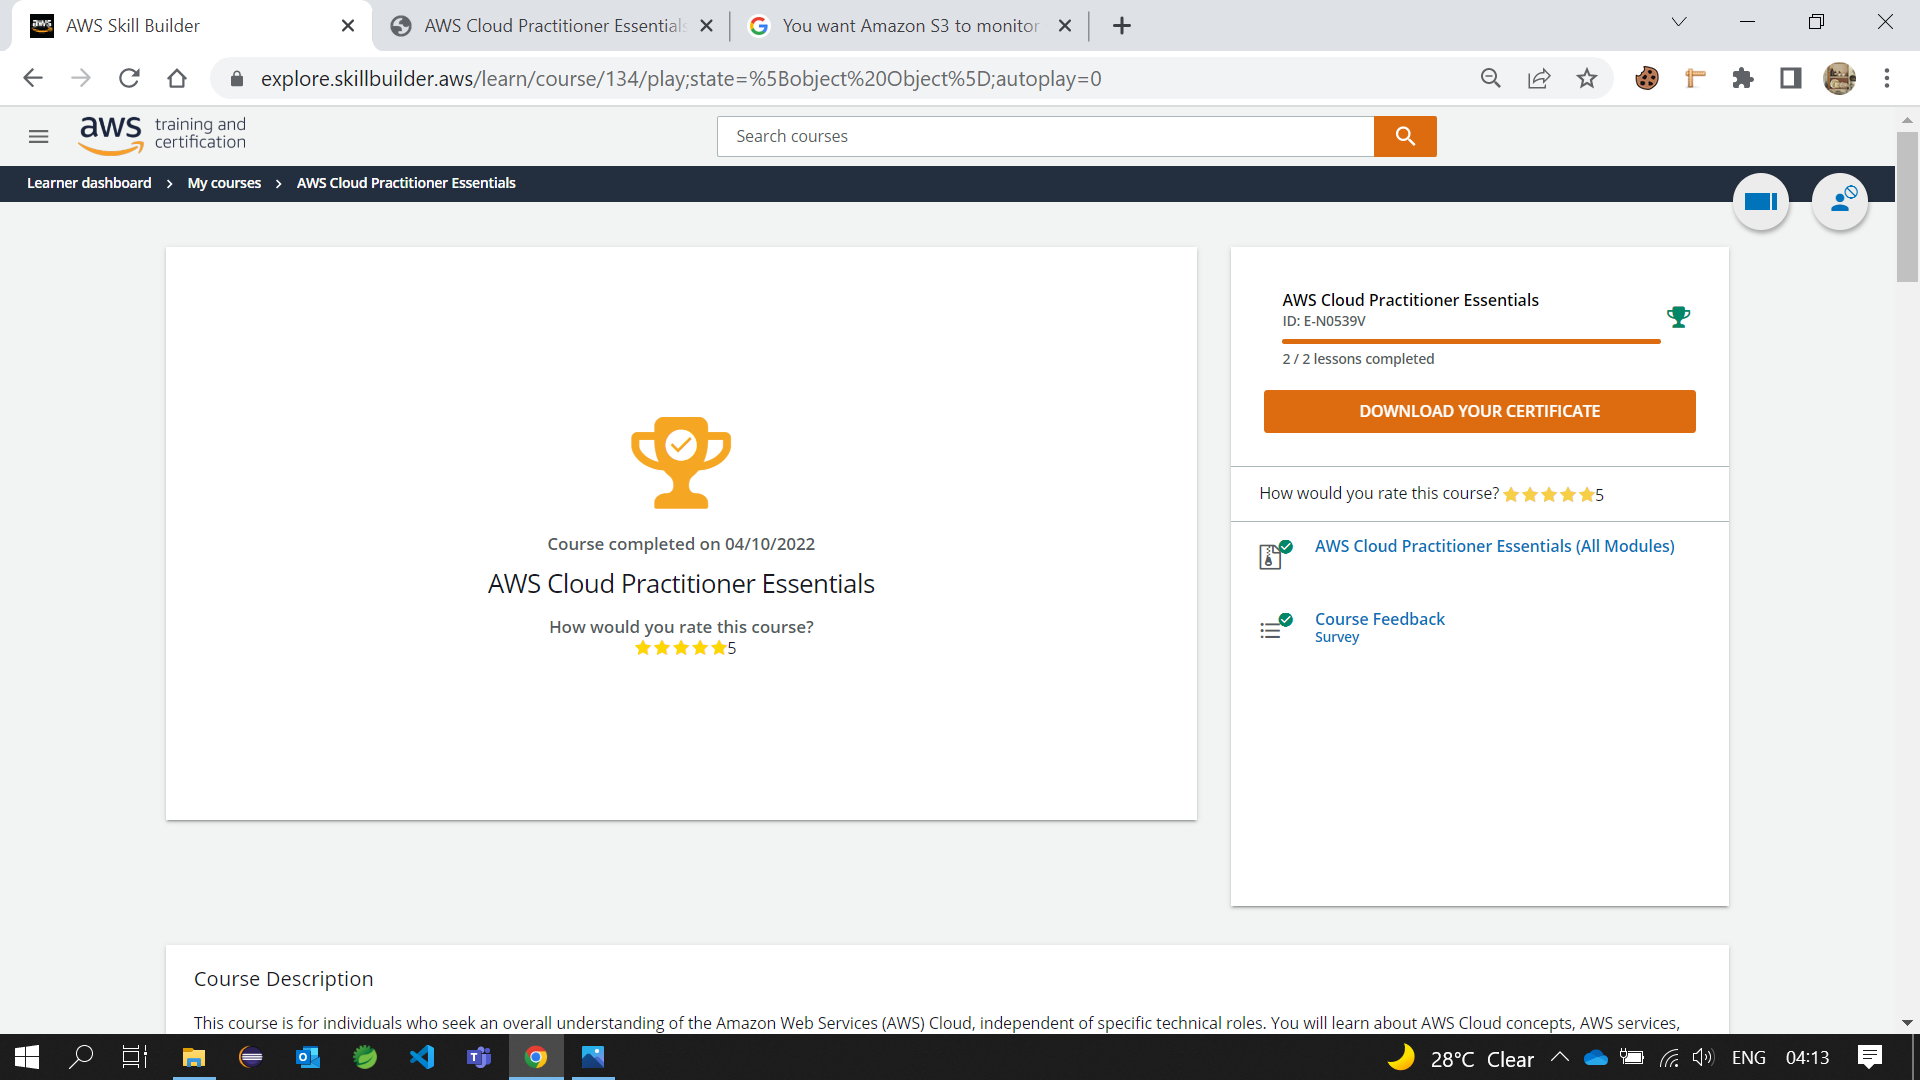 AWS Skill Builder
AWS Cloud Practitioner Essentials
You want Amazon S3 to monitor
explore.skillbuilder.aws/learn/course/134/play;state=%5Bobject%20Object%5D;autoplay=0
aws training and certification
Search courses
Learner dashboard > My courses > AWS Cloud Practitioner Essentials
Course completed on 04/10/2022
AWS Cloud Practitioner Essentials
How would you rate this course?
5
AWS Cloud Practitioner Essentials
ID: E-N0539V
2 / 2 lessons completed
DOWNLOAD YOUR CERTIFICATE
How would you rate this course? 5
AWS Cloud Practitioner Essentials (All Modules)
Course Feedback
Survey
Course Description
This course is for individuals who seek an overall understanding of the Amazon Web Services (AWS) Cloud, independent of specific technical roles. You will learn about AWS Cloud concepts, AWS services,
28°C Clear ENG 04:13